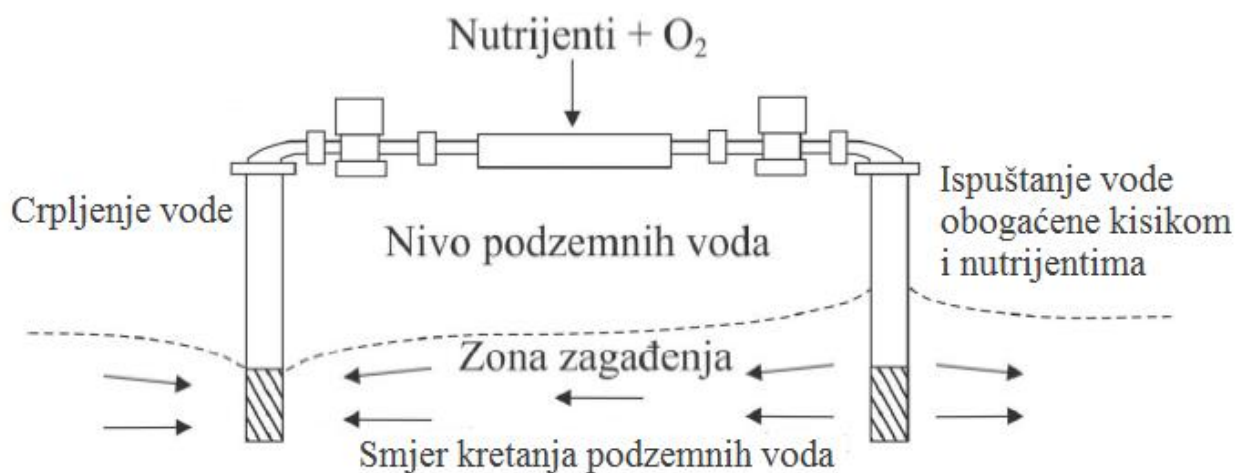 Nutrijenti + O₂
Crpljenje vode
Ispuštanje vode
obogaćene kisikom
i nutrijentima
Nivo podzemnih voda
Zona zagađenja
Smjer kretanja podzemnih voda